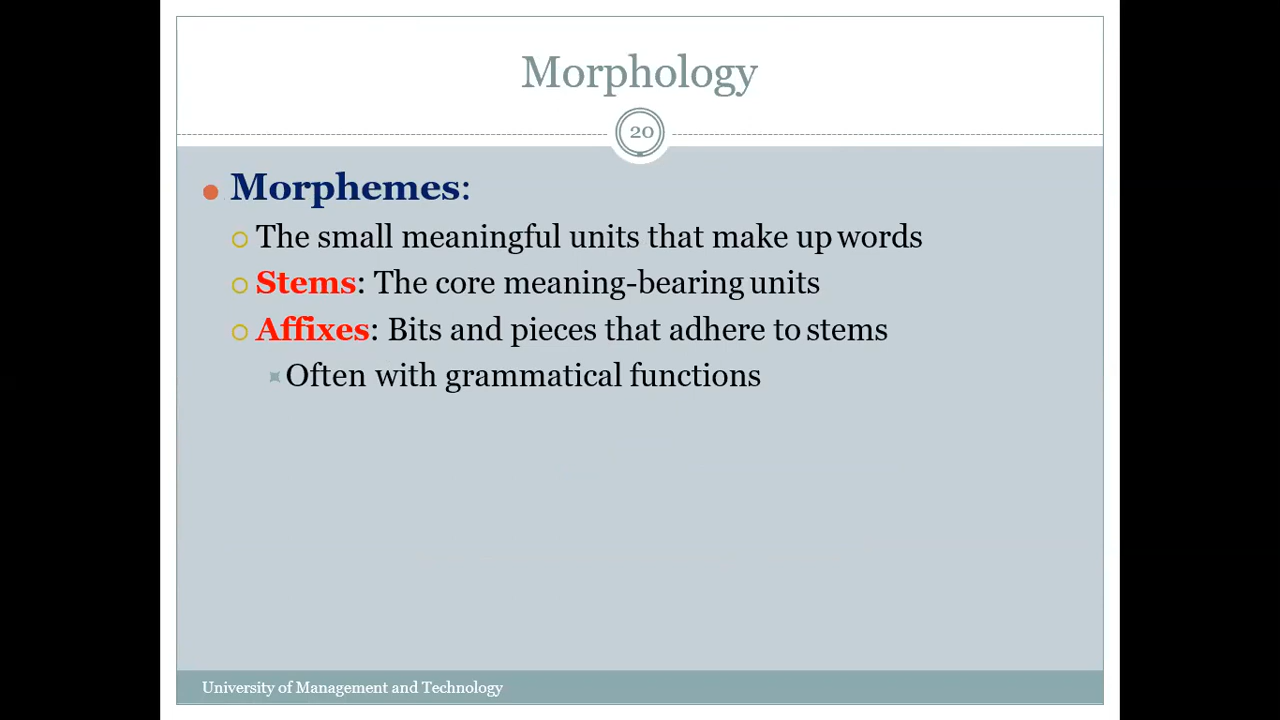 Morphology
20
Morphemes:
The small meaningful units that make up words
Stems: The core meaning-bearing units
Affixes: Bits and pieces that adhere to stems
Often with grammatical functions
University of Management and Technology